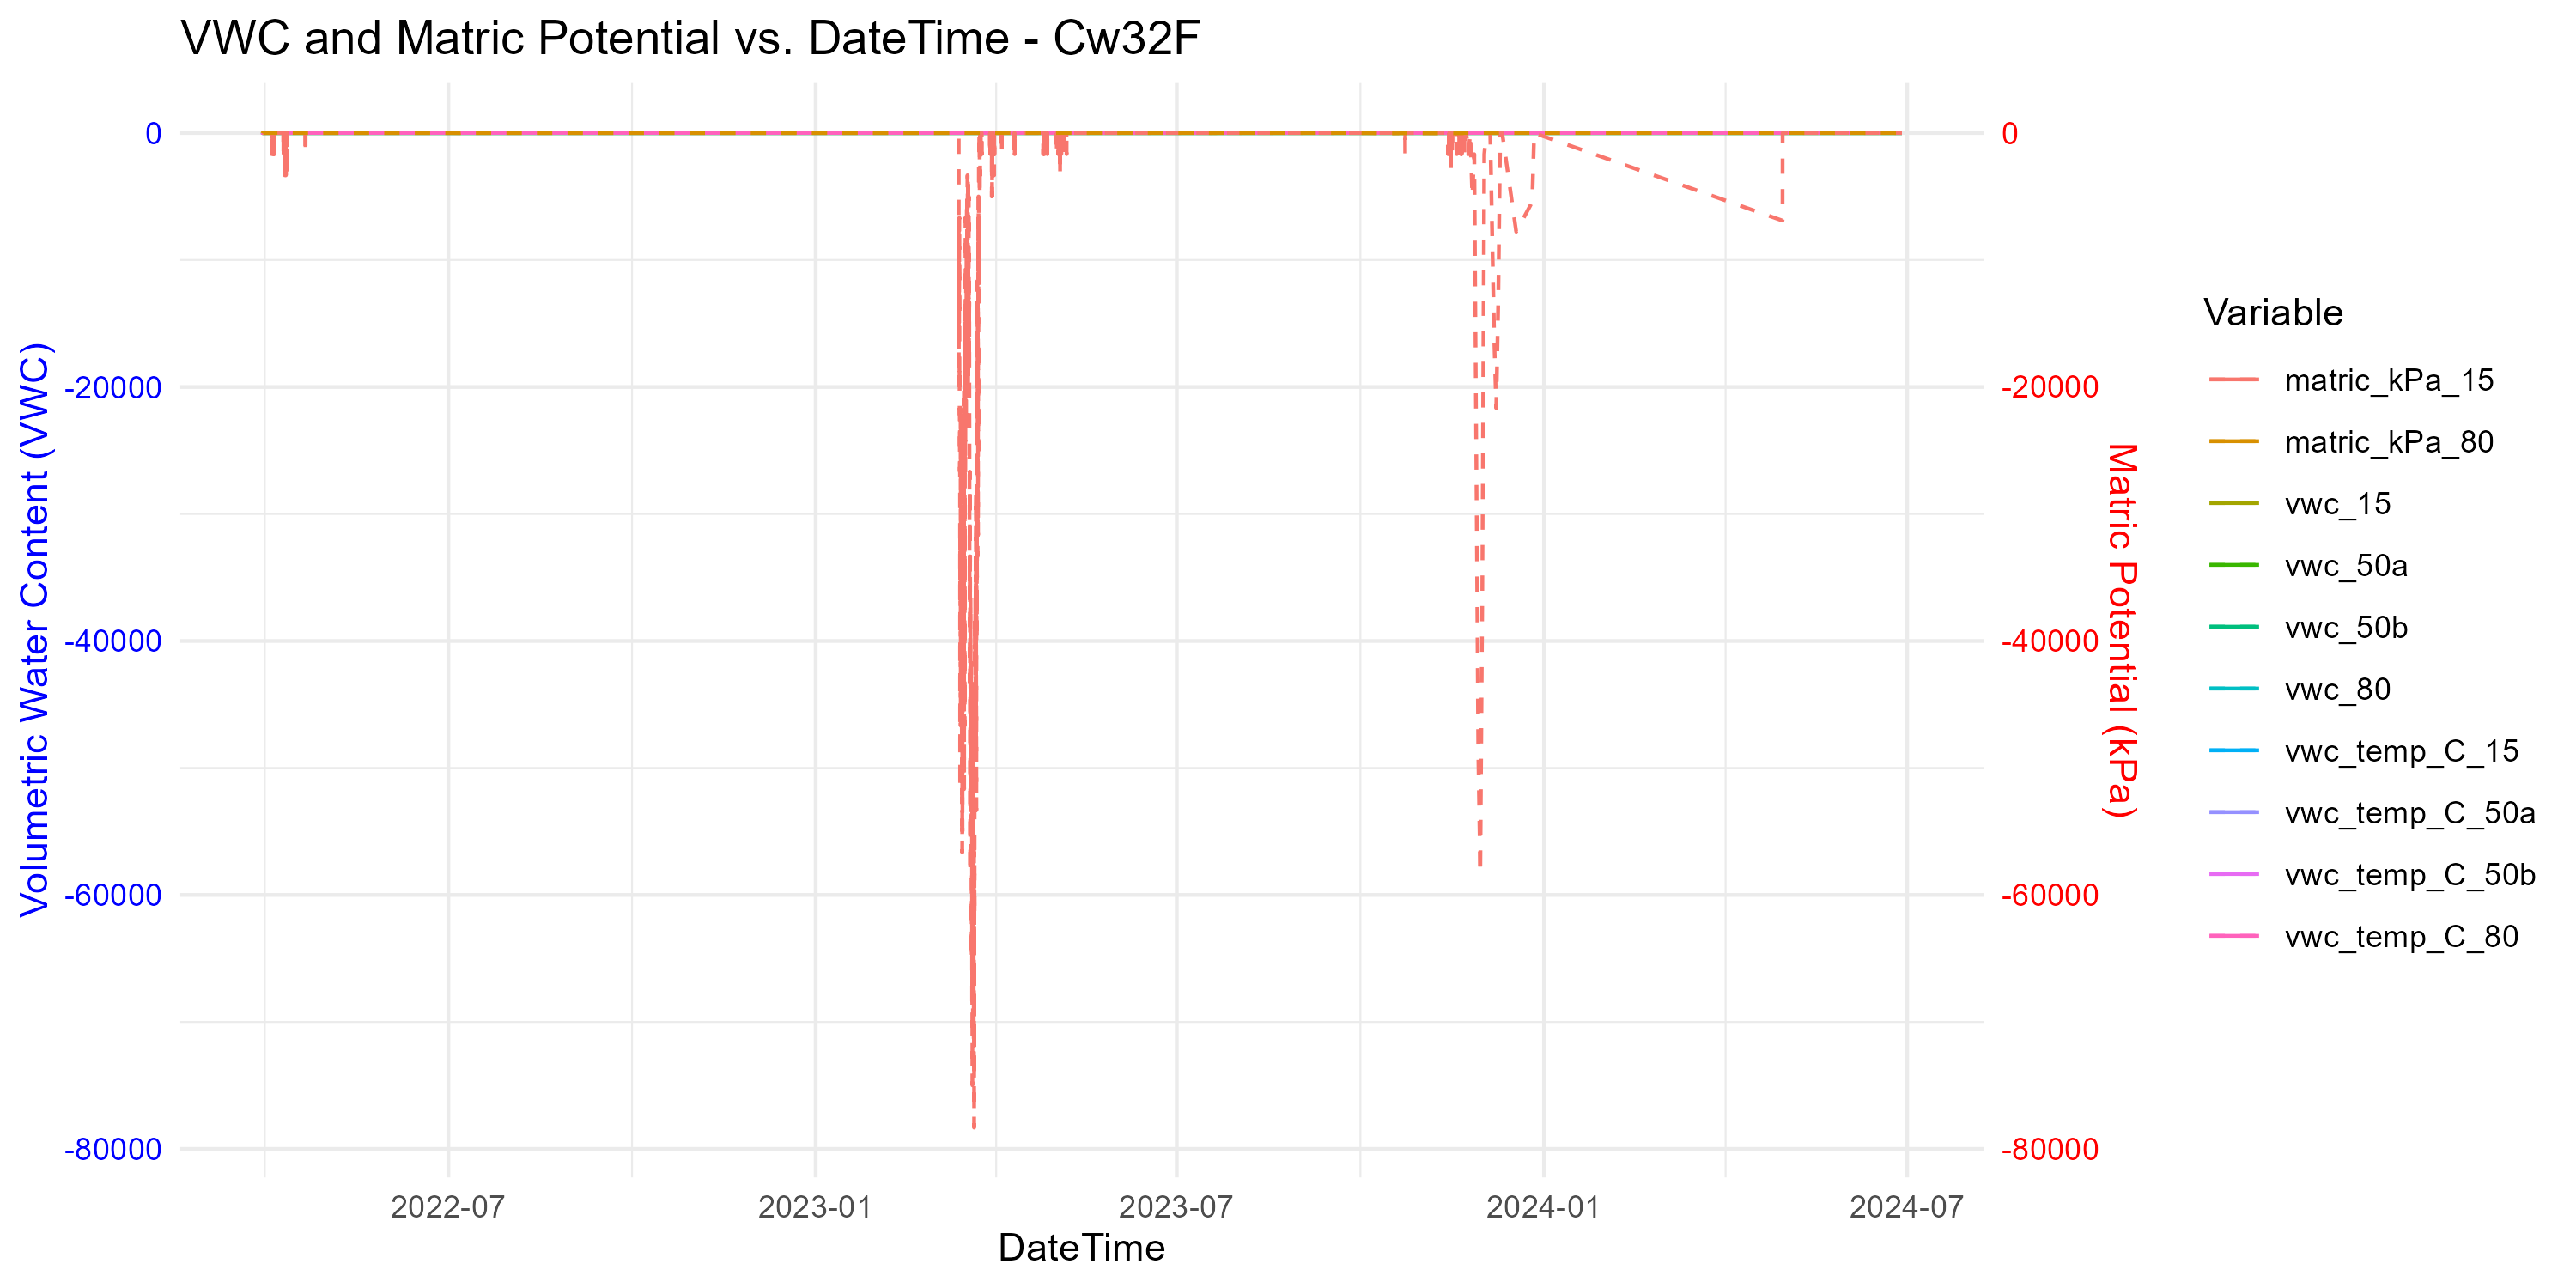 VWC and Matric Potential vs. DateTime - Cw32F
Volumetric Water Content (VWC)
0
-20000
-40000
-60000
-80000
0
-20000
-40000
-60000
-80000
Matric Potential (kPa)
2022-07
2023-01
2023-07
2024-01
2024-07
DateTime
Variable
matric_kPa_15
matric_kPa_80
vwc_15
vwc_50a
vwc_50b
vwc_80
vwc_temp_C_15
vwc_temp_C_50a
vwc_temp_C_50b
vwc_temp_C_80